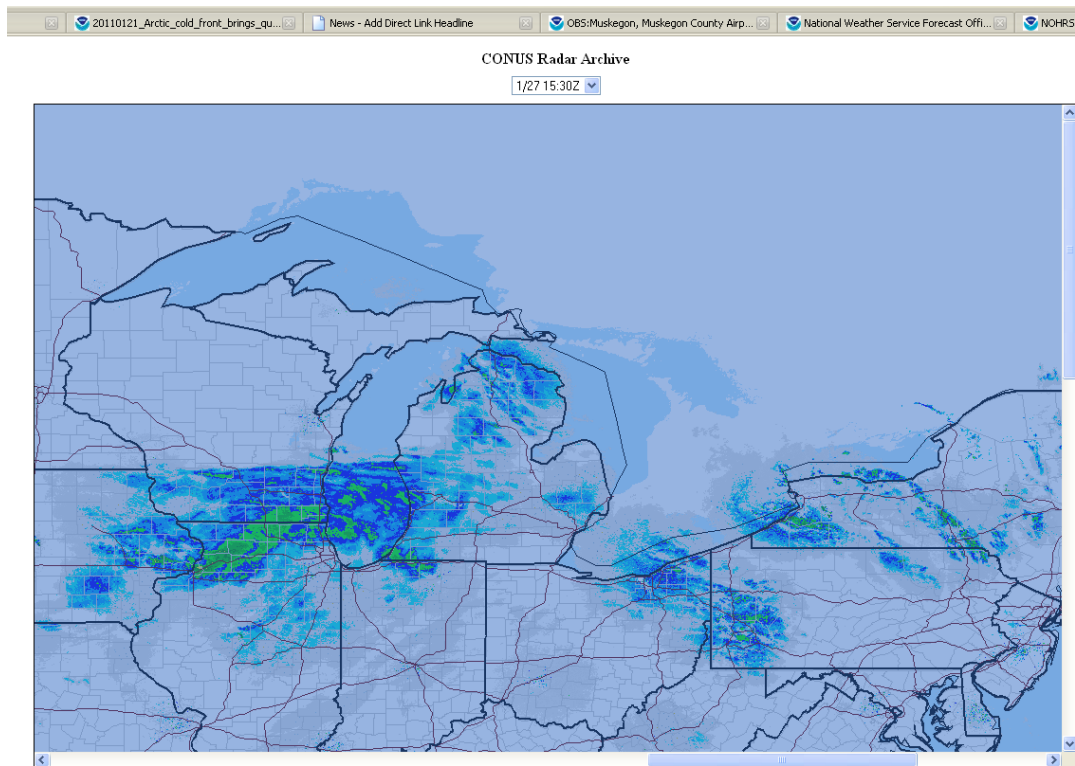 20110121_Arctic_cold_front_brings_qu...
News - Add Direct Link Headline
OBS:Muskegon, Muskegon County Airp...
National Weather Service Forecast Offi...
NOHRS
CONUS Radar Archive
1/27 15:30Z